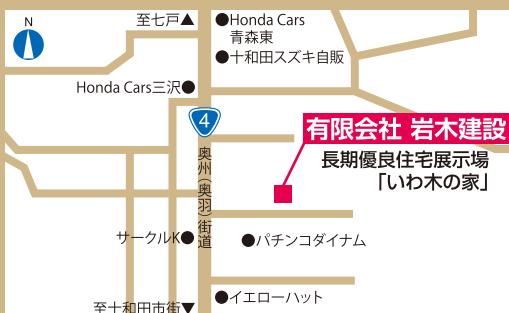 N
至七戸▲
●Honda Cars
青森東
●十和田スズキ自販
Honda Cars三沢●
4
有限会社 岩木建設
長期優良住宅展示場
「いわ木の家」
奥州(奥羽)街道
サークルK●
●パチンコダイナム
●イエローハット
至十和田市街▼